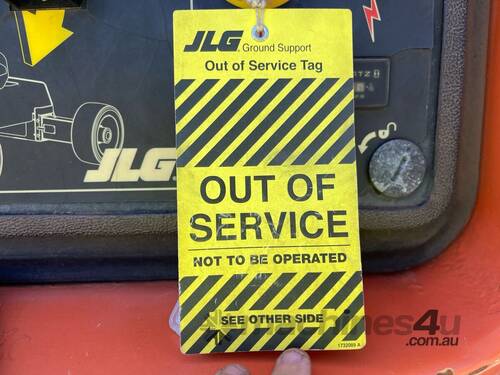 JLG Ground Support
Out of Service Tag
JLG
OUT OF
SERVICE
NOT TO BE OPERATED
SEE OTHER SIDE
1732089 A
machines4u
.com.au